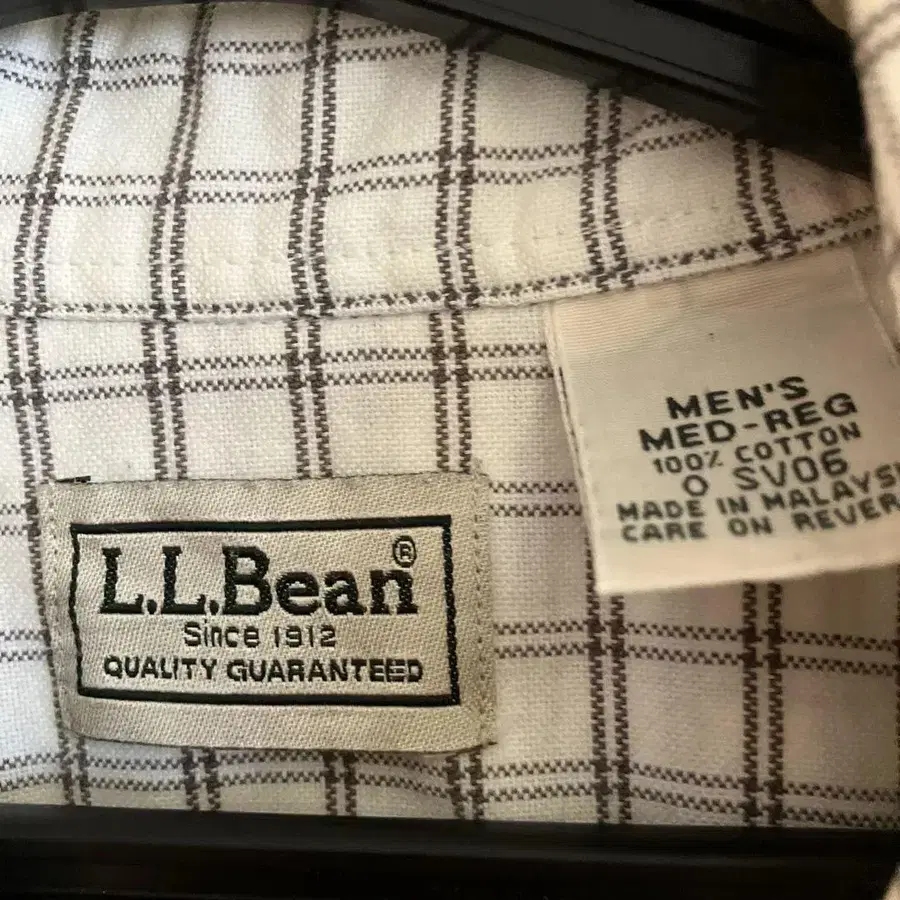 L.L.Bean®
Since 1912
QUALITY GUARANTEED
MEN'S
MED-REG
100% COTTON
O SV06
MADE IN MALAYS
CARE ON REVER